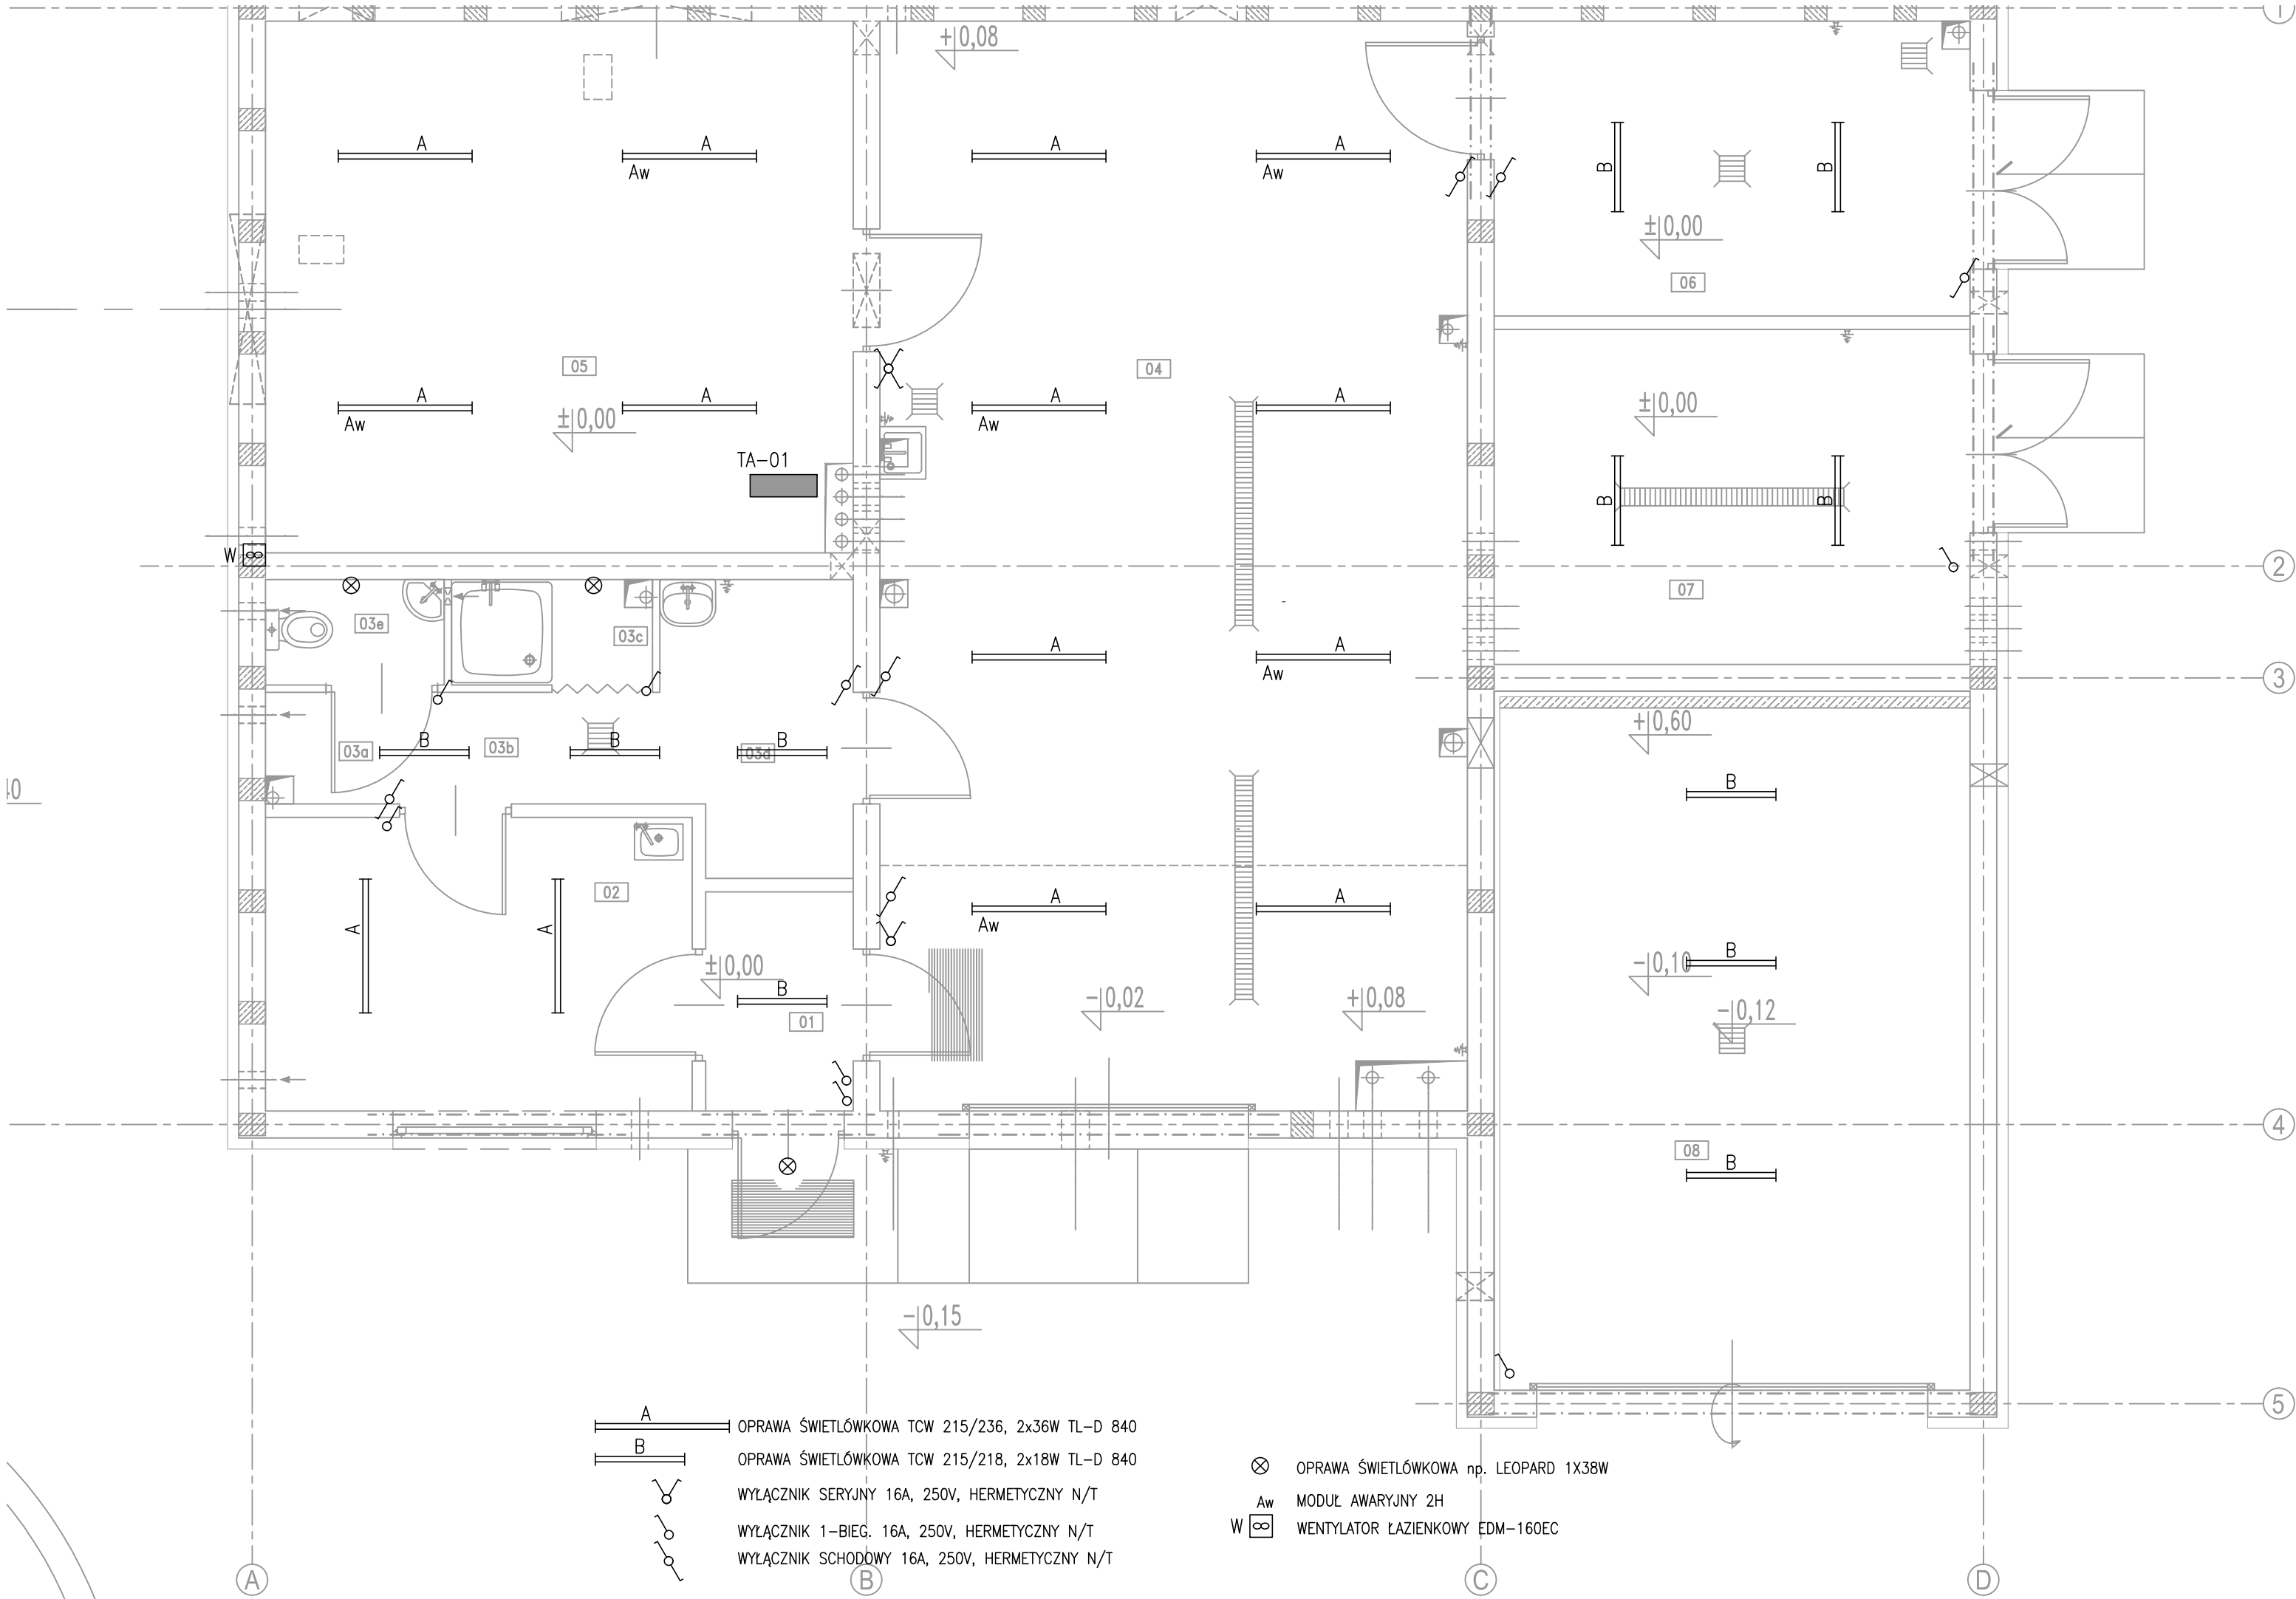 1
+0,08
A
A
A
A
Aw
Aw
B
B
±0,00
06
05
04
A
A
A
A
Aw
Aw
±0,00
±0,00
TA-01
B
B
W
2
07
03e
03c
A
A
Aw
3
+0,60
03a
B
03b
B
03d
B
B
02
A
A
Aw
A
A
B
±0,00
-0,10
B
01
-0,02
+0,08
-0,12
4
08
B
-0,15
5
A
OPRAWA ŚWIETLÓWKOWA TCW 215/236, 2x36W TL-D 840
B
OPRAWA ŚWIETLÓWKOWA TCW 215/218, 2x18W TL-D 840
WYŁĄCZNIK SERYJNY 16A, 250V, HERMETYCZNY N/T
WYŁĄCZNIK 1-BIEG. 16A, 250V, HERMETYCZNY N/T
WYŁĄCZNIK SCHODOWY 16A, 250V, HERMETYCZNY N/T
OPRAWA ŚWIETLÓWKOWA np. LEOPARD 1X38W
Aw MODUŁ AWARYJNY 2H
W WENTYLATOR ŁAZIENKOWY EDM-160EC
A
B
C
D